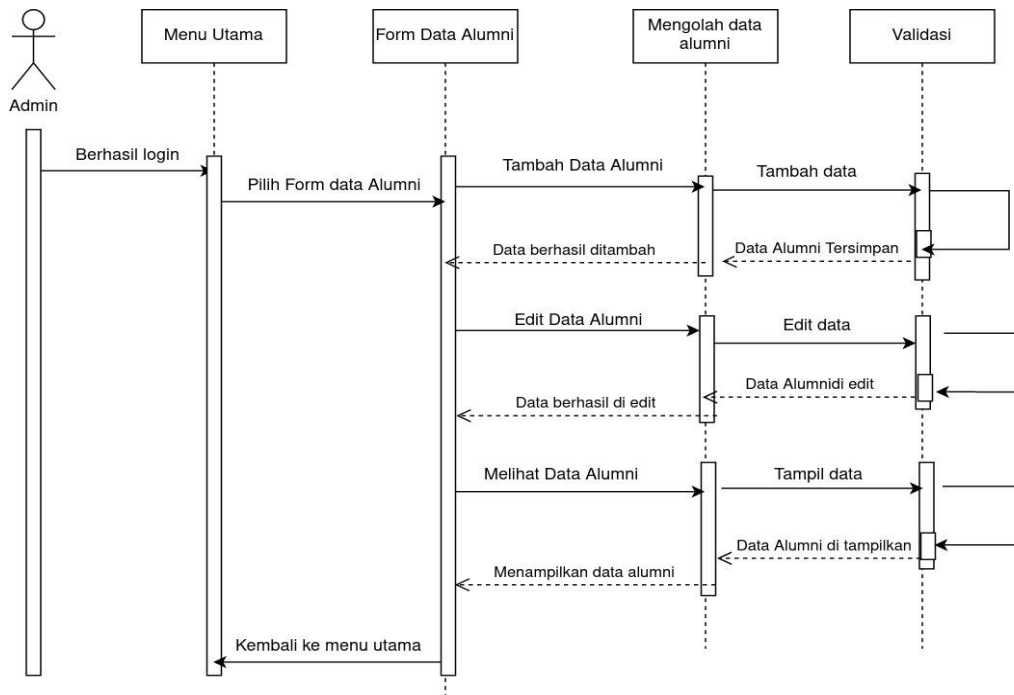 Menu Utama
Form Data Alumni
Mengolah data
alumni
Validasi
Admin
Berhasil login
Pilih Form data Alumni
Tambah Data Alumni
Tambah data
Data berhasil ditambah
Data Alumni Tersimpan
Edit Data Alumni
Edit data
Data Alumnidi edit
Data berhasil di edit
Melihat Data Alumni
Tampil data
Data Alumni di tampilkan
Menampilkan data alumni
Kembali ke menu utama